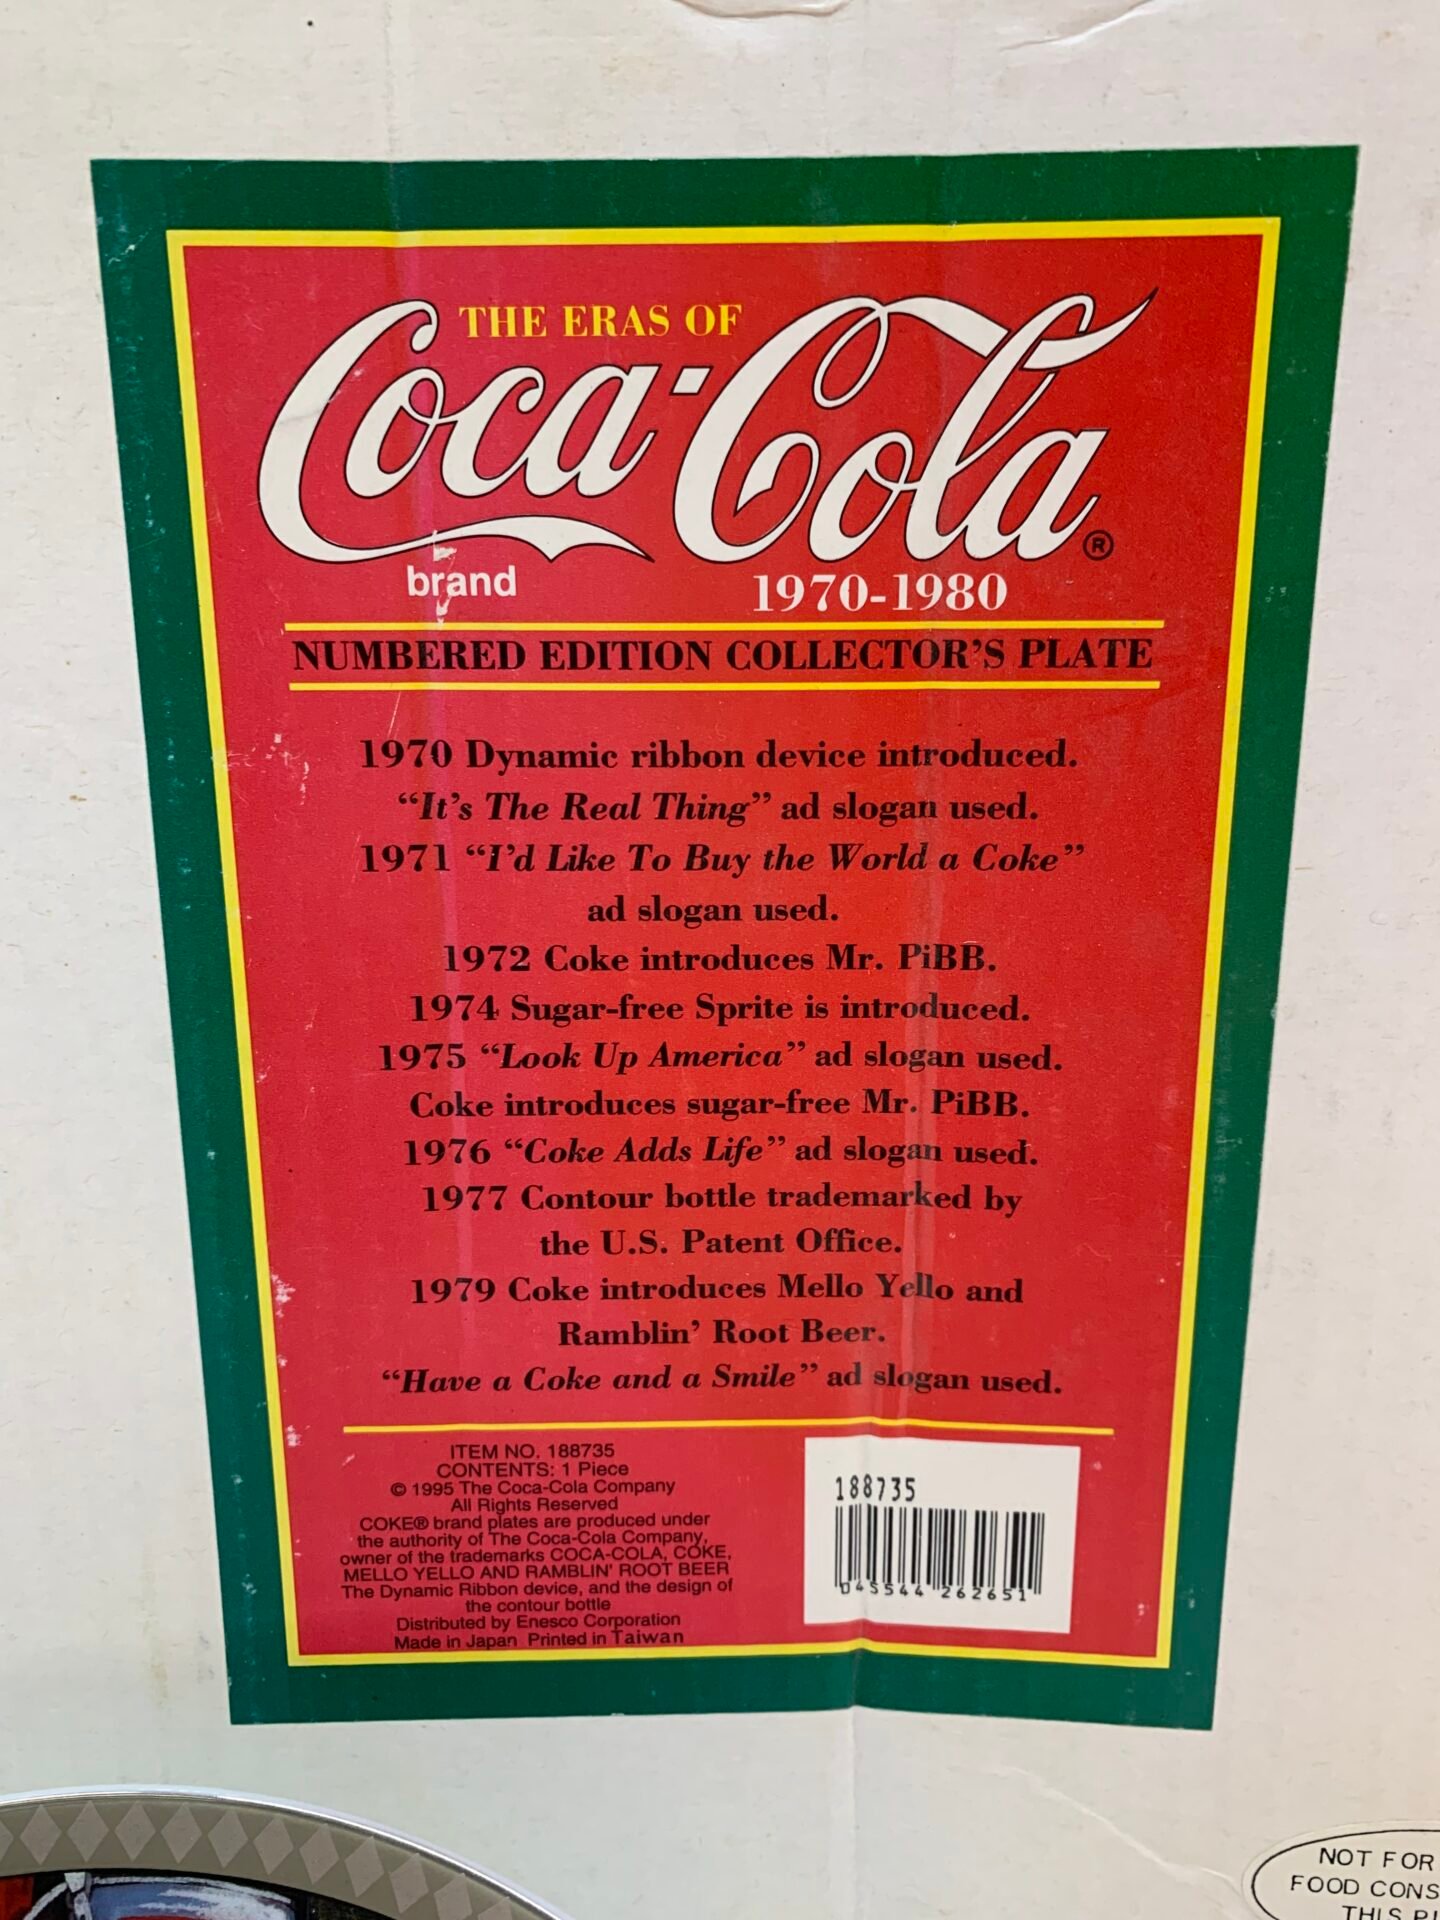 THE ERAS OF
Coca-Cola®
brand 1970-1980
NUMBERED EDITION COLLECTOR'S PLATE
1970 Dynamic ribbon device introduced.
“It's The Real Thing” ad slogan used.
1971 “I'd Like To Buy the World a Coke”
ad slogan used.
1972 Coke introduces Mr. PiBB.
1974 Sugar-free Sprite is introduced.
1975 “Look Up America” ad slogan used.
Coke introduces sugar-free Mr. PiBB.
1976 “Coke Adds Life” ad slogan used.
1977 Contour bottle trademarked by
the U.S. Patent Office.
1979 Coke introduces Mello Yello and
Ramblin' Root Beer.
“Have a Coke and a Smile” ad slogan used.
ITEM NO. 188735
CONTENTS: 1 Piece
© 1995 The Coca-Cola Company
All Rights Reserved
COKE® brand plates are produced under
the authority of The Coca-Cola Company,
owner of the trademarks COCA-COLA, COKE,
MELLO YELLO AND RAMBLIN' ROOT BEER
The Dynamic Ribbon device, and the design of
the contour bottle
Distributed by Enesco Corporation
Made in Japan Printed in Taiwan
188735
045544 262651
NOT FOR
FOOD CONS
THIS